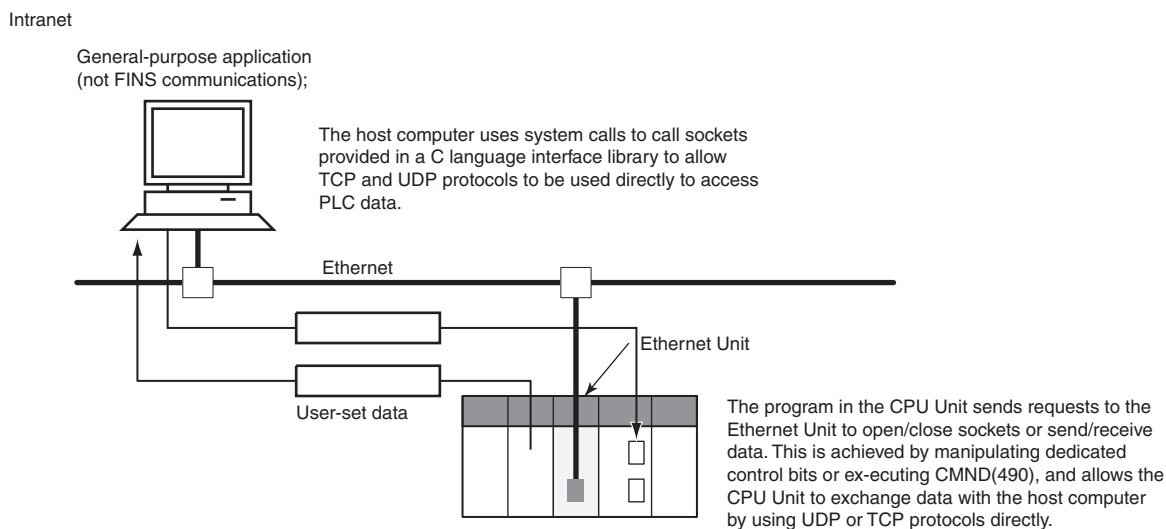 Intranet
General-purpose application
(not FINS communications);
The host computer uses system calls to call sockets
provided in a C language interface library to allow
TCP and UDP protocols to be used directly to access
PLC data.
Ethernet
Ethernet Unit
User-set data
The program in the CPU Unit sends requests to the
Ethernet Unit to open/close sockets or send/receive
data. This is achieved by manipulating dedicated
control bits or ex-ecuting CMND(490), and allows the
CPU Unit to exchange data with the host computer
by using UDP or TCP protocols directly.